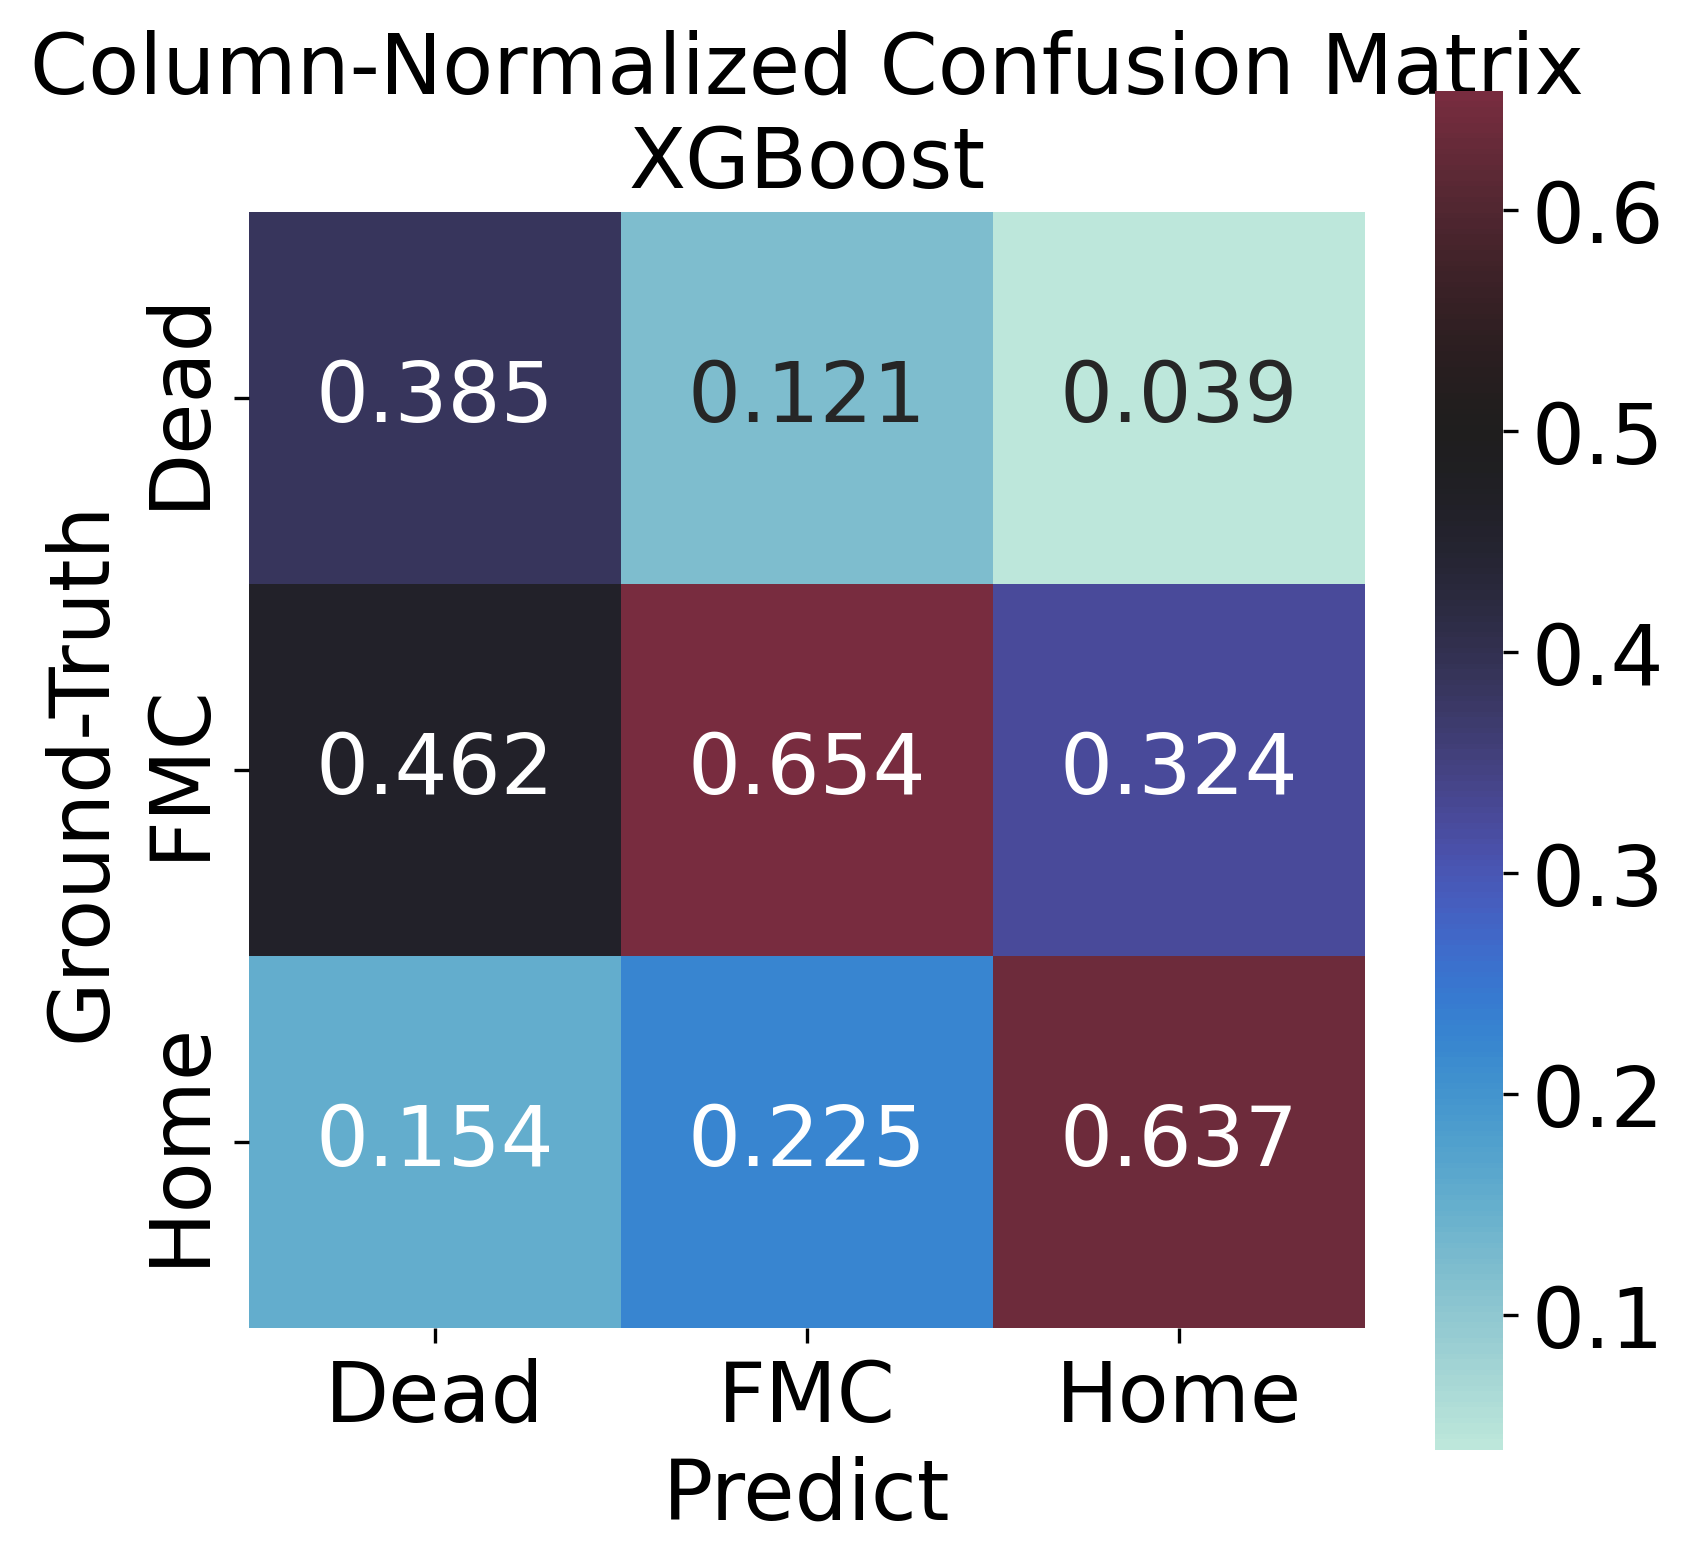 Column-Normalized Confusion Matrix
XGBoost
Ground-Truth
Dead
0.385 0.121 0.039
FMC
0.462 0.654 0.324
Home
0.154 0.225 0.637
Dead FMC Home
Predict
0.6
0.5
0.4
0.3
0.2
0.1